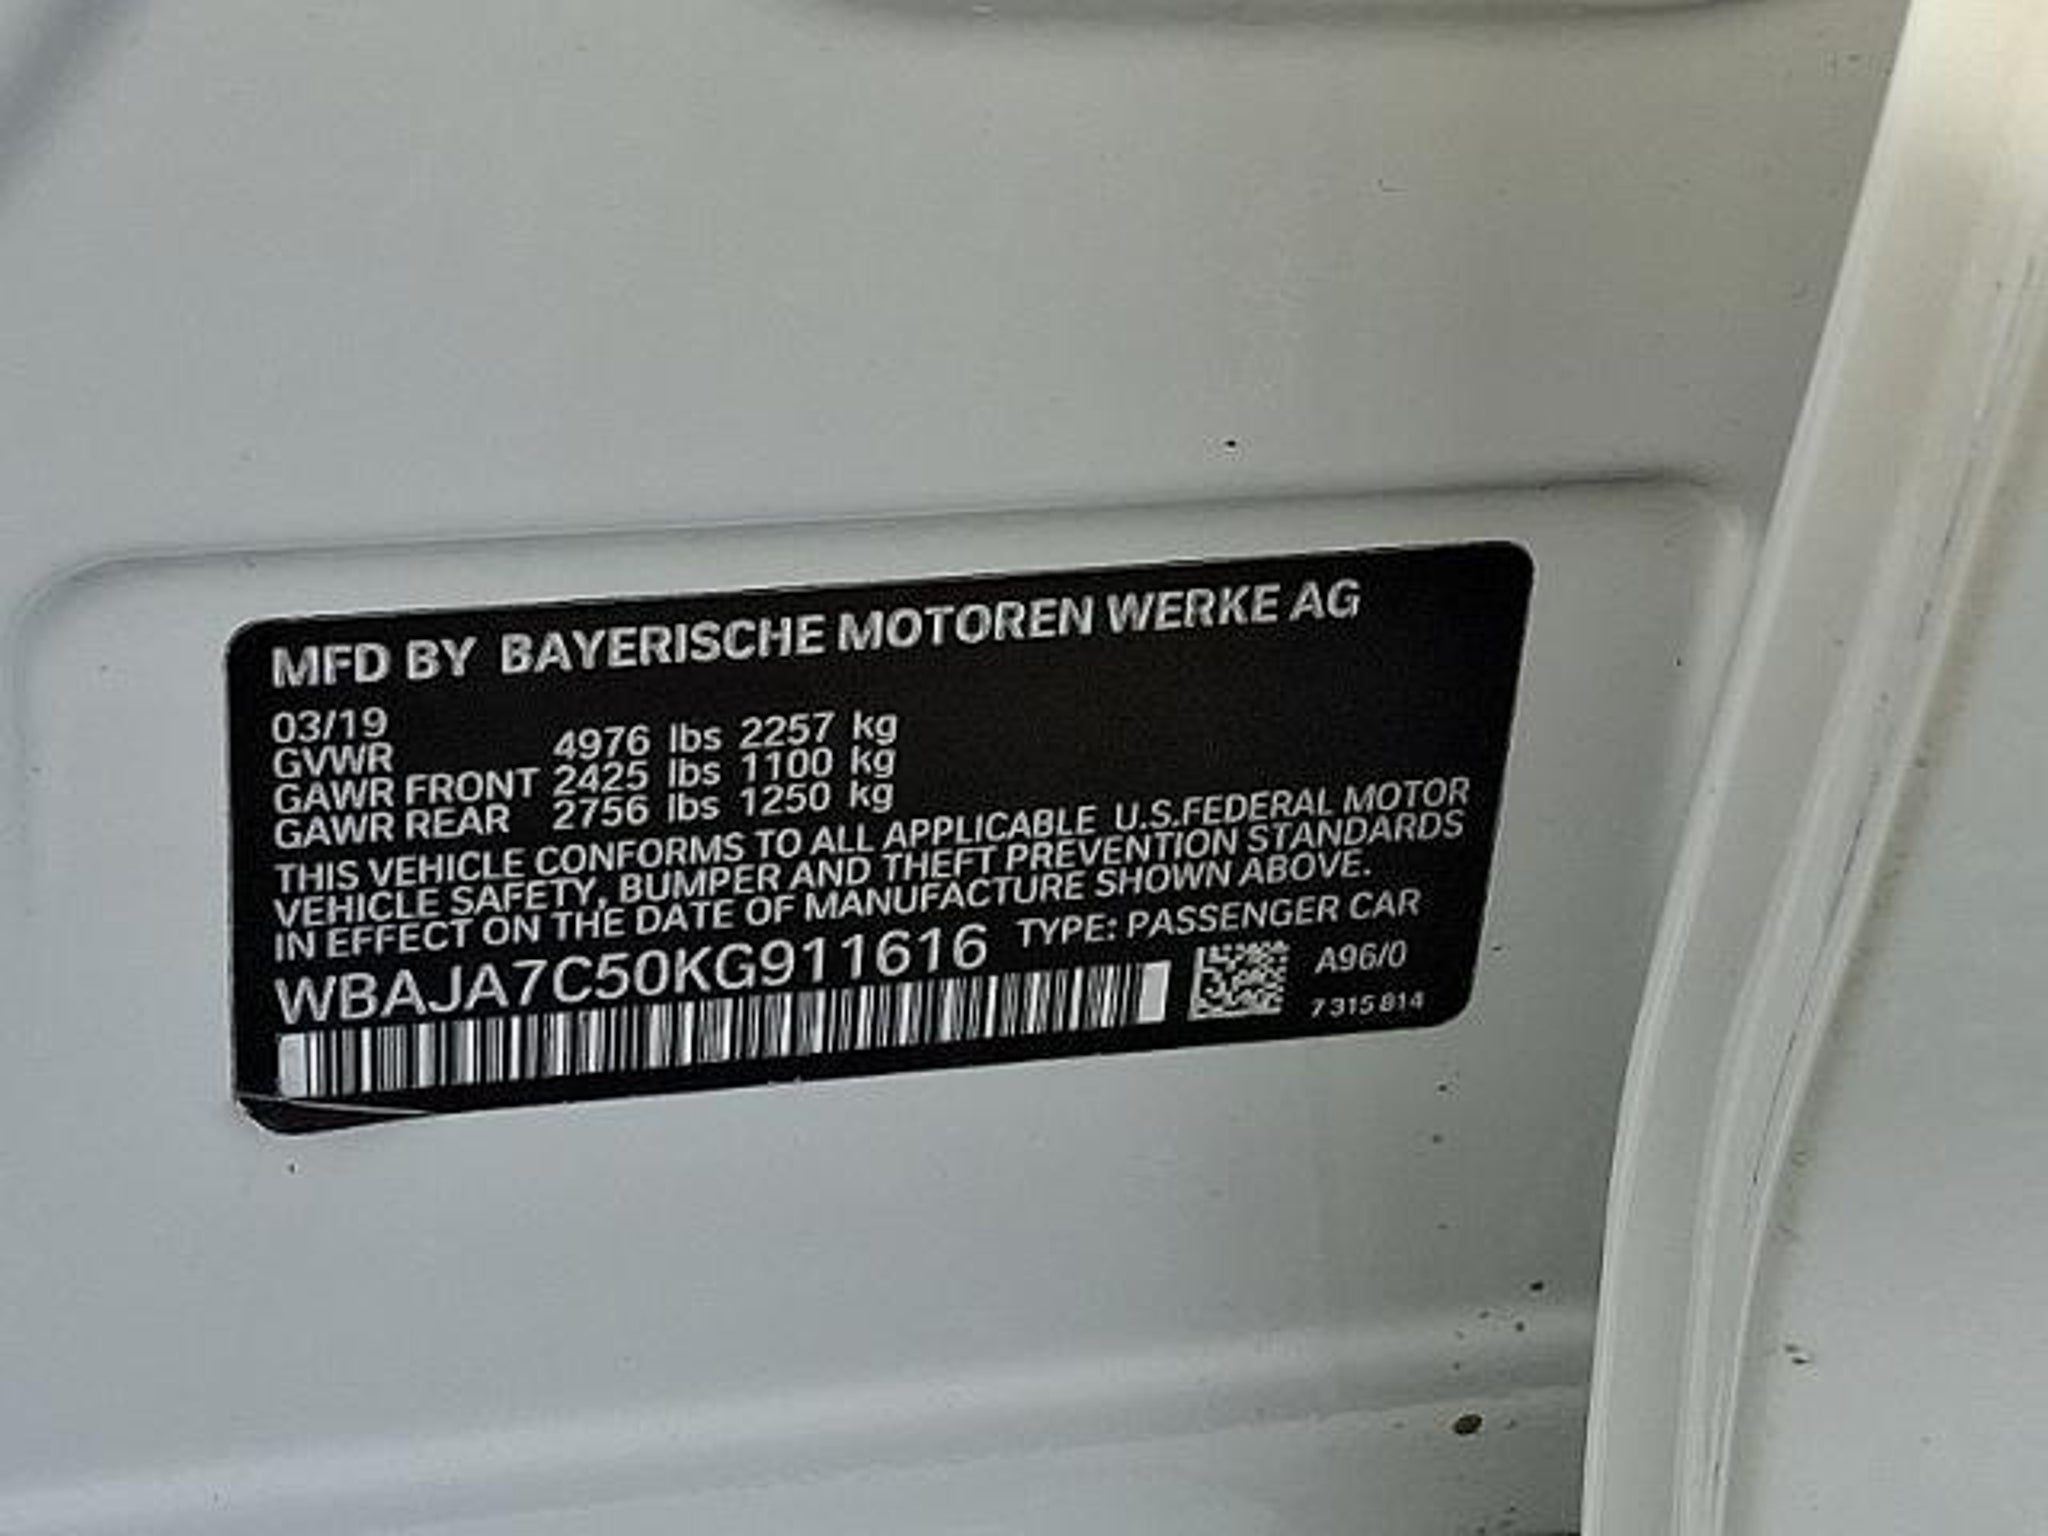 MFD BY BAYERISCHE MOTOREN WERKE AG
03/19
GVWR 4976 lbs 2257 kg
GAWR FRONT 2425 lbs 1100 kg
GAWR REAR 2756 lbs 1250 kg
THIS VEHICLE CONFORMS TO ALL APPLICABLE U.S.FEDERAL MOTOR
VEHICLE SAFETY, BUMPER AND THEFT PREVENTION STANDARDS
IN EFFECT ON THE DATE OF MANUFACTURE SHOWN ABOVE.
WBAJA7C50KG911616 TYPE: PASSENGER CAR
A96/0
7 315 814